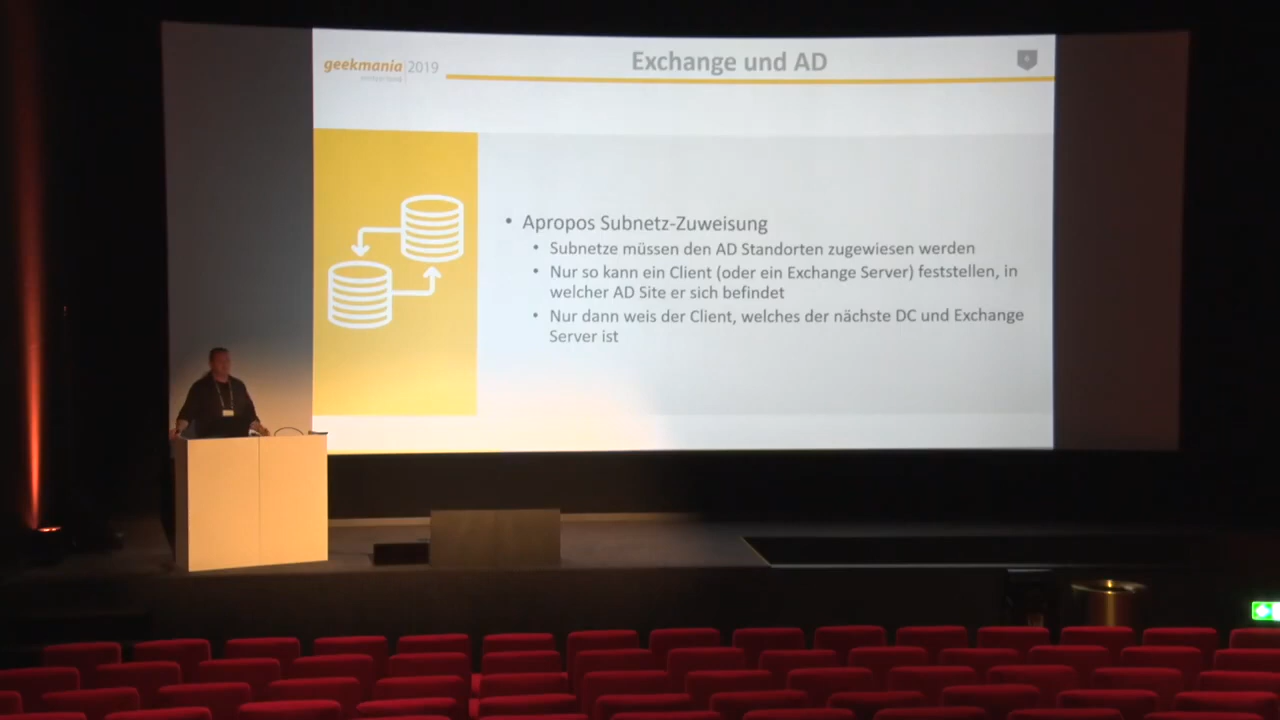 Exchange und AD
geekmania 2019
• Apropos Subnetz-Zuweisung
• Subnetze müssen den AD Standorten zugewiesen werden
• Nur so kann ein Client (oder ein Exchange Server) feststellen, in
welcher AD Site er sich befindet
• Nur dann weis der Client, welches der nächste DC und Exchange
Server ist